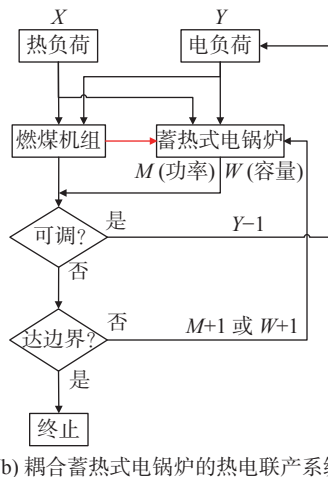 X Y
热负荷 电负荷
燃煤机组 蓄热式电锅炉
M (功率) W (容量)
可调? 是 Y−1
否
达边界? 否 M+1 或 W+1
是
终止
b) 耦合蓄热式电锅炉的热电联产系统